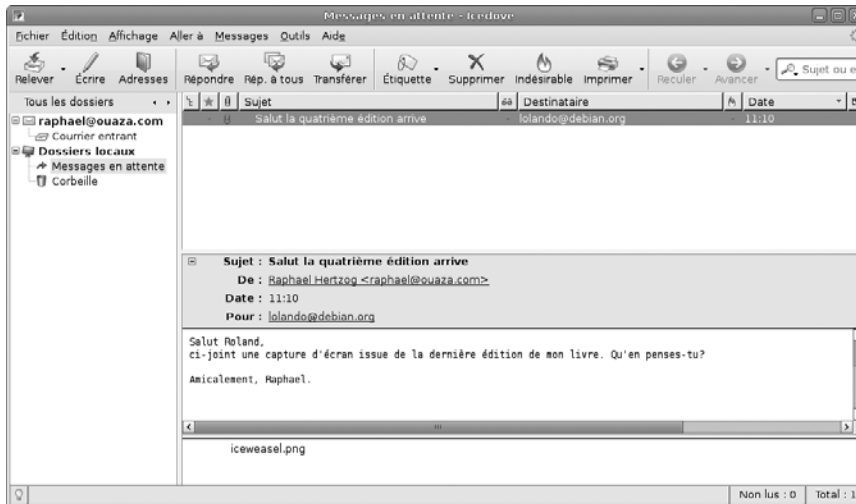 Messages en attente - Icedove
Fichier Édition Affichage Aller à Messages Outils Aide
Relever Écrire Adresses Répondre Rép. à tous Transférer Étiquette Supprimer Indésirable Imprimer Reculer Avancer Sujet ou e
Tous les dossiers
Sujet Destinataire Date
raphael@ouaza.com
Courrier entrant
Dossiers locaux
Messages en attente
Corbeille
Salut la quatrième édition arrive lolando@debian.org 11:10
Sujet : Salut la quatrième édition arrive
De : Raphael Hertzog <raphael@ouaza.com>
Date : 11:10
Pour : lolando@debian.org
Salut Roland,
ci-joint une capture d'écran issue de la dernière édition de mon livre. Qu'en penses-tu?
Amicalement, Raphael.
iceweasel.png
Non lus : 0 Total : 1